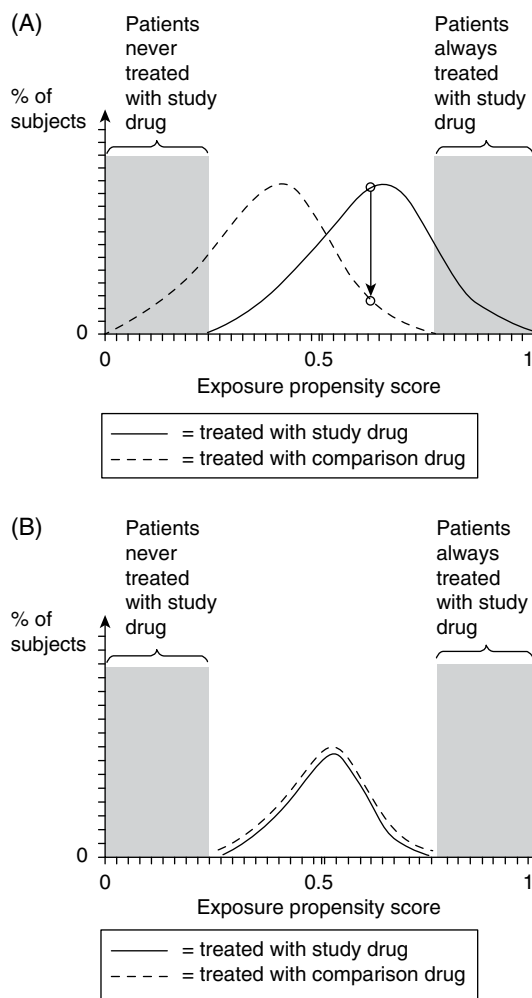 (A)
Patients
never
treated
with study
drug
Patients
always
treated
with study
drug
% of
subjects
0
0
0.5
1
Exposure propensity score
= treated with study drug
= treated with comparison drug
(B)
Patients
never
treated
with study
drug
Patients
always
treated
with study
drug
% of
subjects
0
0
0.5
1
Exposure propensity score
= treated with study drug
= treated with comparison drug